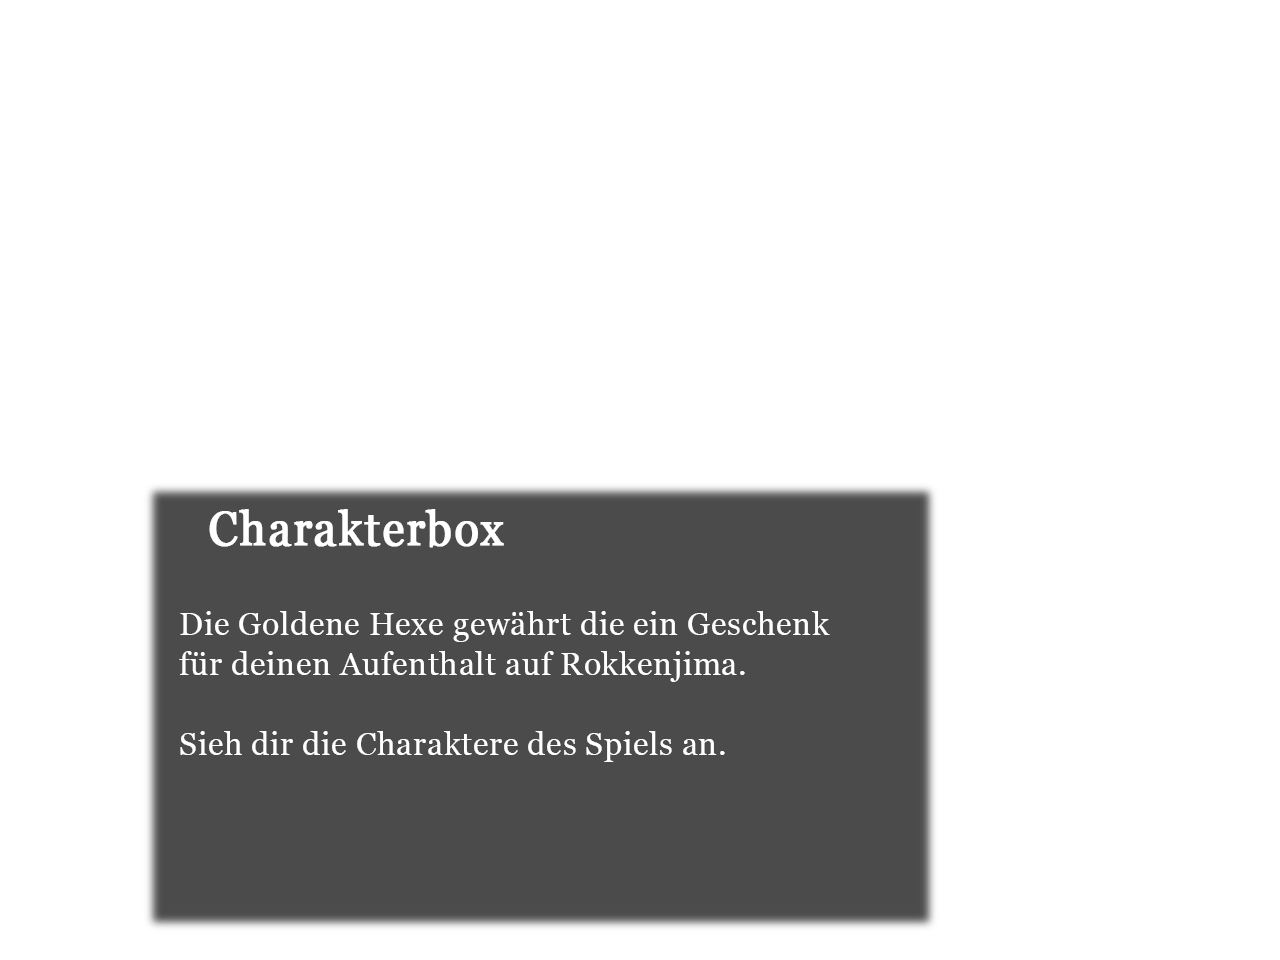 Charakterbox
Die Goldene Hexe gewährt die ein Geschenk
für deinen Aufenthalt auf Rokkenjima.
Sieh dir die Charaktere des Spiels an.